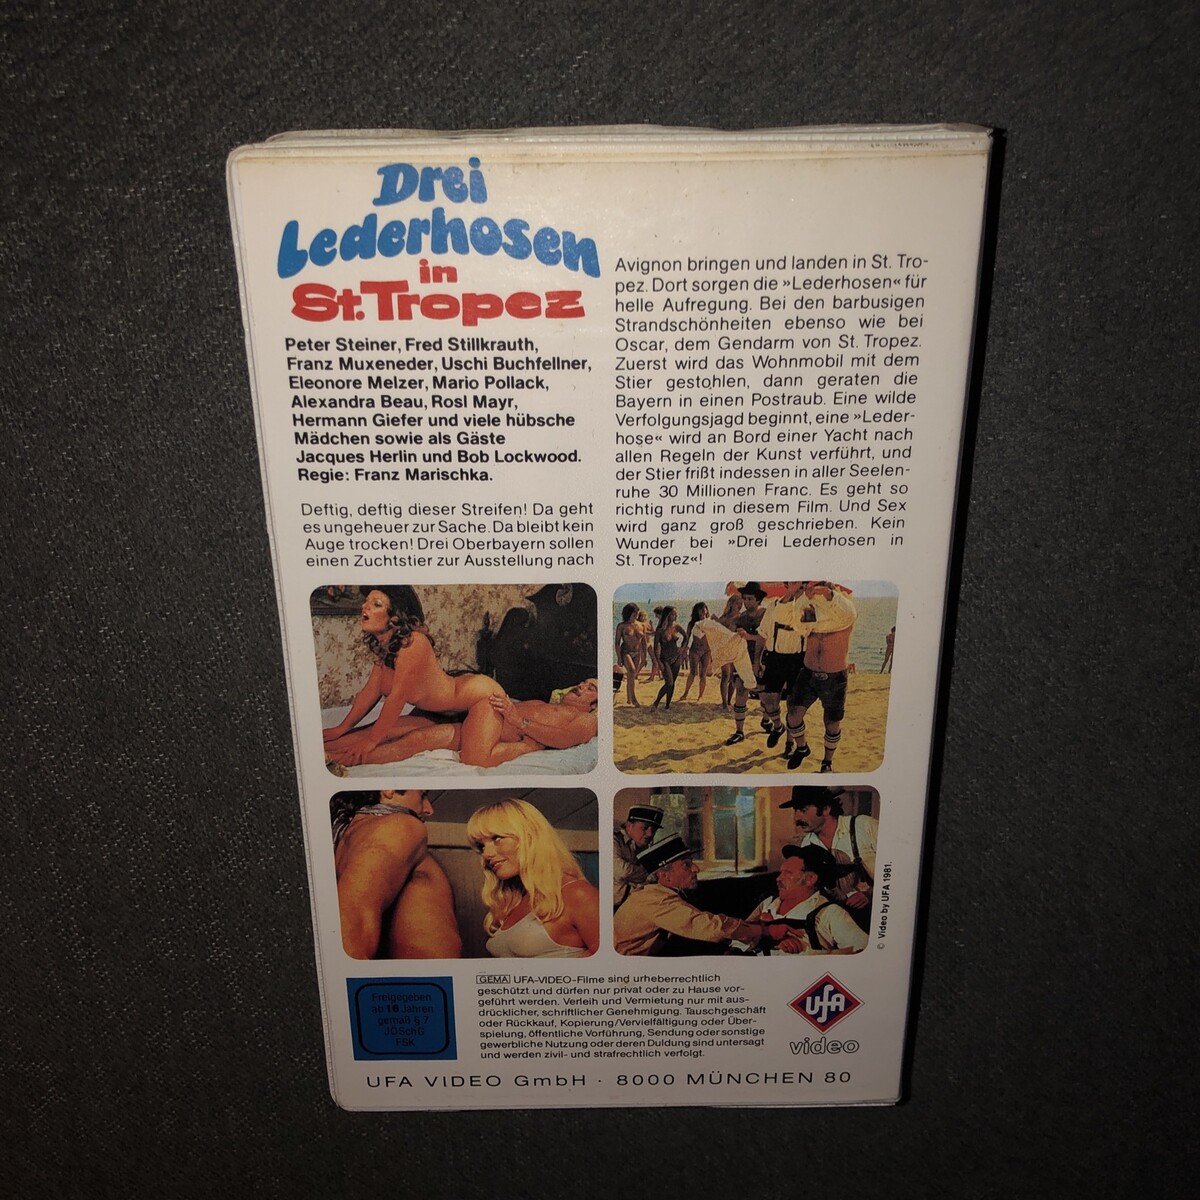 Drei
Lederhosen
in
St. Tropez
Peter Steiner, Fred Stillkrauth,
Franz Muxeneder, Uschi Buchfellner,
Eleonore Melzer, Mario Pollack,
Alexandra Beau, Rosl Mayr,
Hermann Giefer und viele hübsche
Mädchen sowie als Gäste
Jacques Herlin und Bob Lockwood.
Regie: Franz Marischka.
Deftig, deftig dieser Streifen! Da geht
es ungeheuer zur Sache. Da bleibt kein
Auge trocken! Drei Oberbayern sollen
einen Zuchtstier zur Ausstellung nach
Avignon bringen und landen in St. Tro-
pez. Dort sorgen die »Lederhosen« für
helle Aufregung. Bei den barbusigen
Strandschönheiten ebenso wie bei
Oscar, dem Gendarm von St. Tropez.
Zuerst wird das Wohnmobil mit dem
Stier gestohlen, dann geraten die
Bayern in einen Postraub. Eine wilde
Verfolgungsjagd beginnt, eine »Leder-
hose« wird an Bord einer Yacht nach
allen Regeln der Kunst verführt, und
der Stier frißt indessen in aller Seelen-
ruhe 30 Millionen Franc. Es geht so
richtig rund in diesem Film. Und Sex
wird ganz groß geschrieben. Kein
Wunder bei »Drei Lederhosen in
St. Tropez«!
© Video by UFA 1981.
Freigegeben
ab 18 Jahren
gemäß § 7
JÖSchG
FSK
GEMA UFA-VIDEO-Filme sind urheberrechtlich
geschützt und dürfen nur privat oder zu Hause vor-
geführt werden. Verleih und Vermietung nur mit aus-
drücklicher, schriftlicher Genehmigung. Tauschgeschäft
oder Rückkauf, Kopierung/Vervielfältigung oder Über-
spielung, öffentliche Vorführung, Sendung oder sonstige
gewerbliche Nutzung oder deren Duldung sind untersagt
und werden zivil- und strafrechtlich verfolgt.
UFA
video
UFA VIDEO GmbH · 8000 MÜNCHEN 80